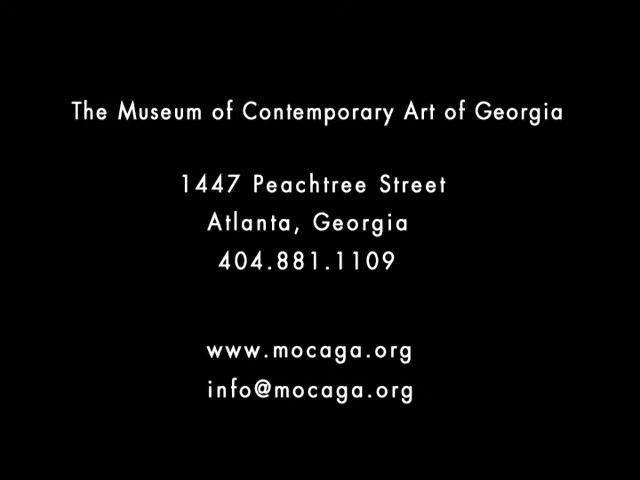 The Museum of Contemporary Art of Georgia
1447 Peachtree Street
Atlanta, Georgia
404.881.1109
www.mocaga.org
info@mocaga.org